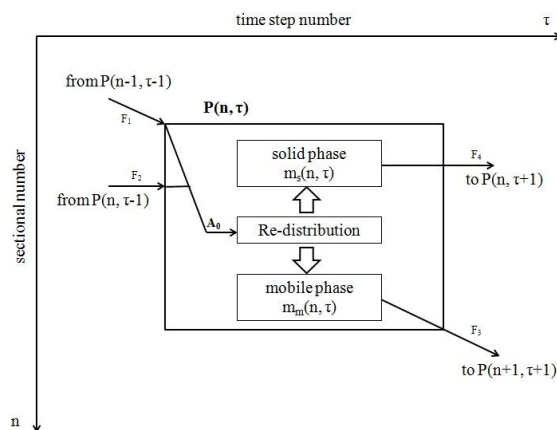 time step number
τ
from P(n-1, τ-1)
F₁
P(n, τ)
solid phase
mₛ(n, τ)
F₄
to P(n, τ+1)
F₂
from P(n, τ-1)
A₀
Re-distribution
mobile phase
mₘ(n, τ)
F₃
to P(n+1, τ+1)
sectional number
n